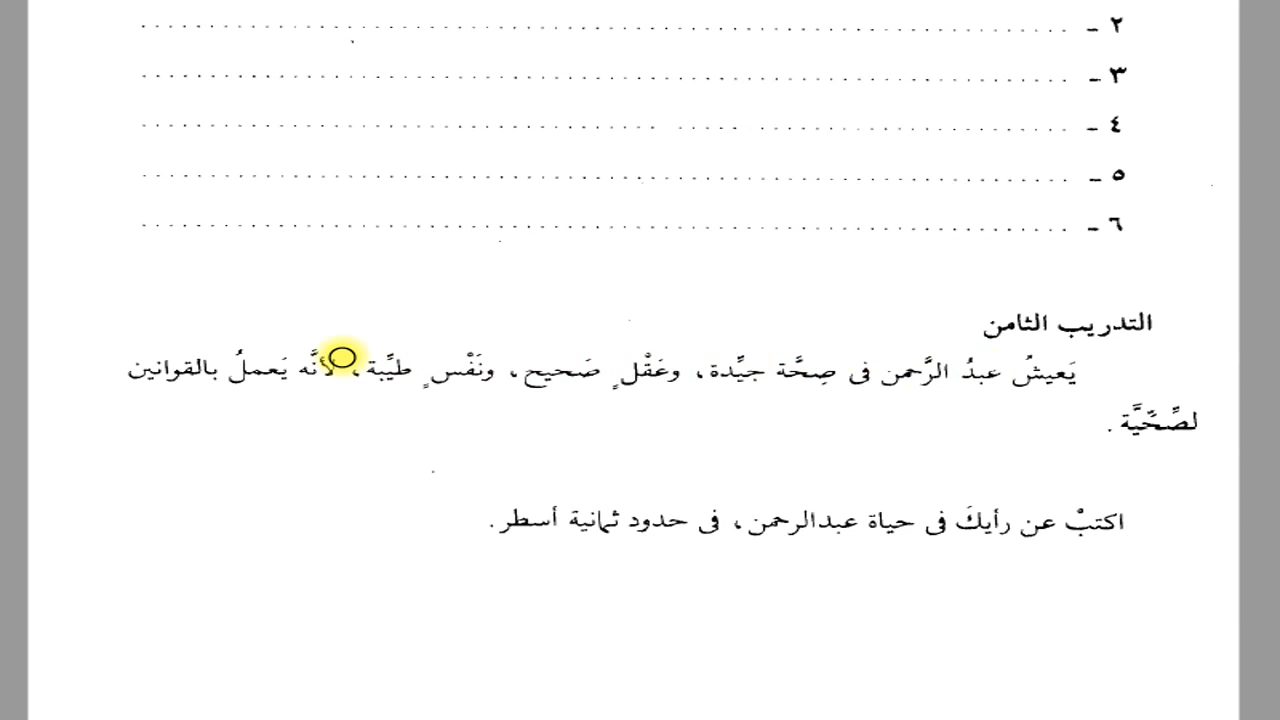 ٢ -
٣ -
٤ -
٥ -
٦ -
التدريب الثامن
يَعيشُ عبدُ الرَّحمن فى صِحَّة جيِّدة، وعَقْلٍ صَحيح، ونَفْسٍ طيِّبة، لأنَّه يَعملُ بالقوانين
لصِّحِّيَّة .
اكتبْ عن رأيكَ فى حياة عبدالرحمن، فى حدود ثمانية أسطر.